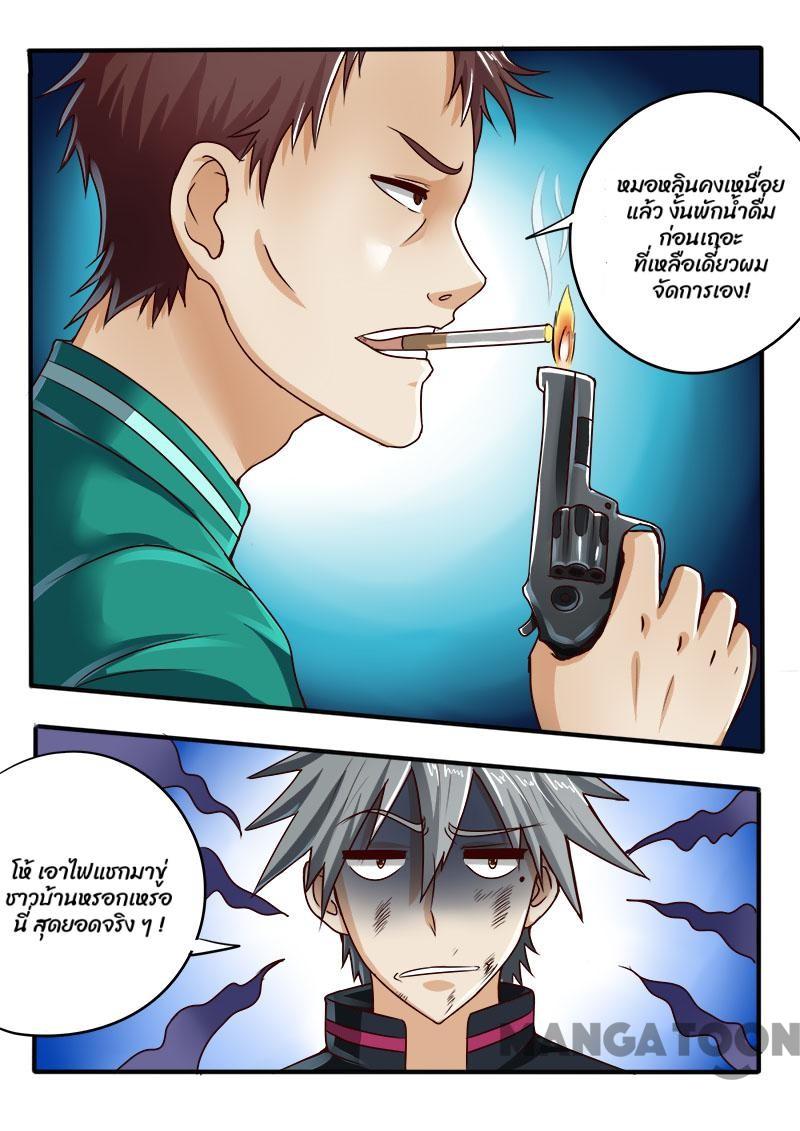 หมอหลินคงเหนื่อย
แล้ว งั้นพักน้ำดื่ม
ก่อนเถอะ
ที่เหลือเดี๋ยวผม
จัดการเอง!
โห้ เอาไฟแชกมาขู่
ชาวบ้านหรอกเหรอ
นี่ สุดยอดจริง ๆ !
MANGA TOON